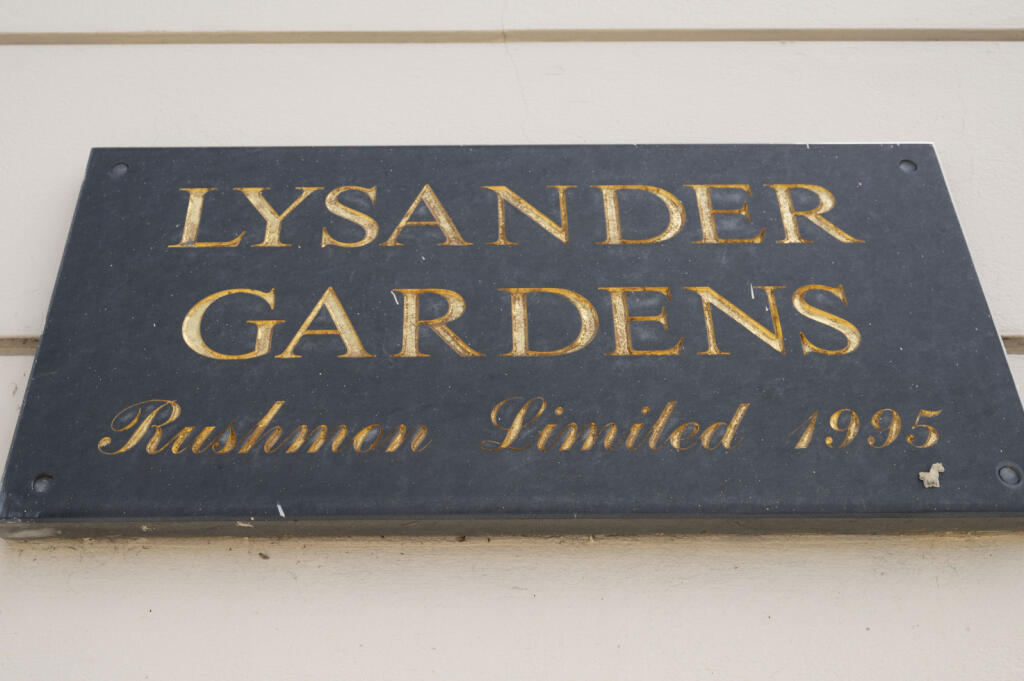 LYSANDER
GARDENS
Rushmon Limited 1995